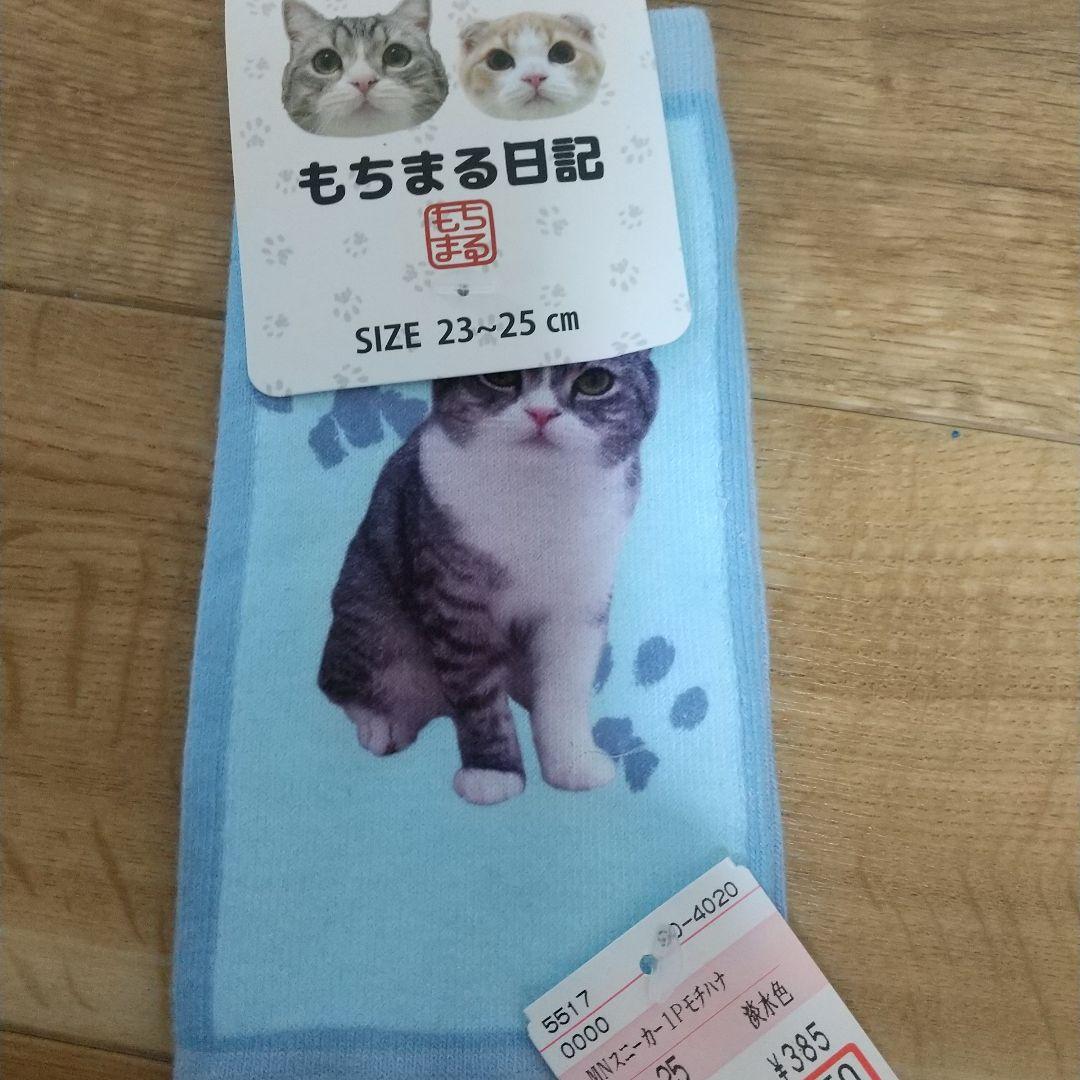 もちまる日記
もち
まる
SIZE 23~25 cm
0-4020
5517
0000
MNスニーカー1Pモチハナ
淡水色
25
¥385